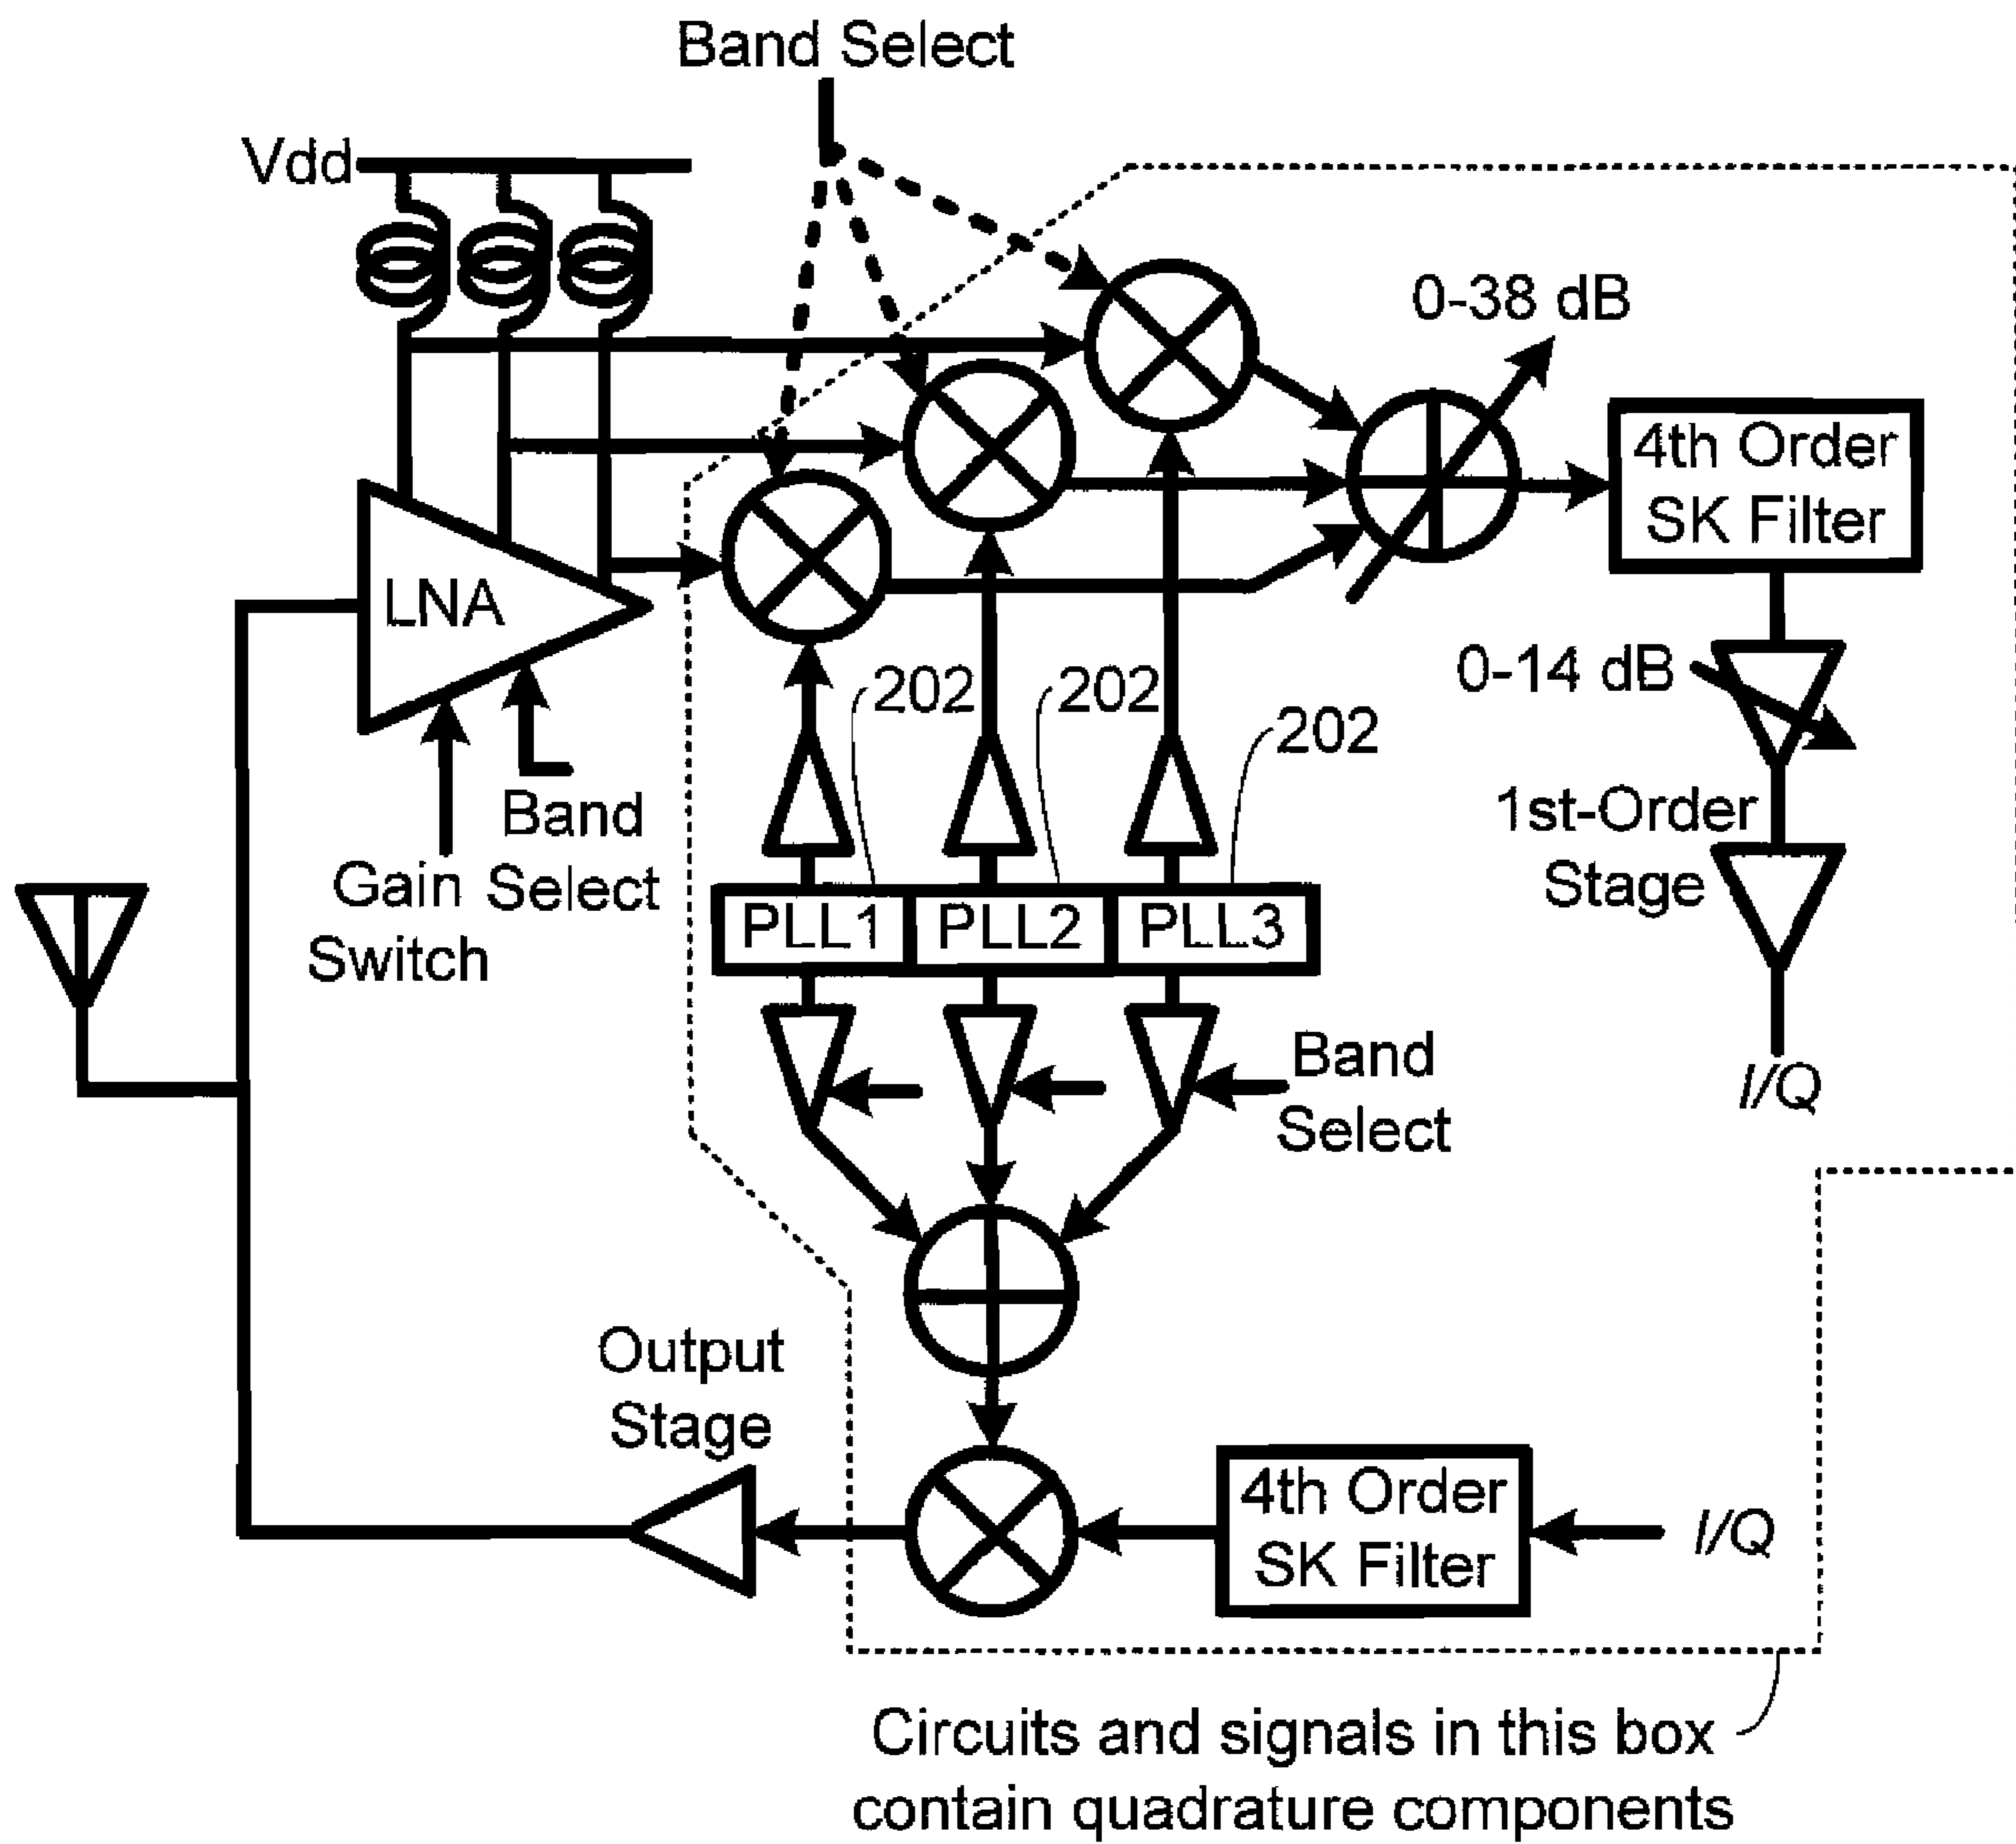 Band Select
Vdd
0-38 dB
4th Order
SK Filter
LNA
0-14 dB
202
202
202
Band
Select
Gain
Switch
1st-Order
Stage
PLL1
PLL2
PLL3
Band
Select
I/Q
Output
Stage
4th Order
SK Filter
I/Q
Circuits and signals in this box
contain quadrature components